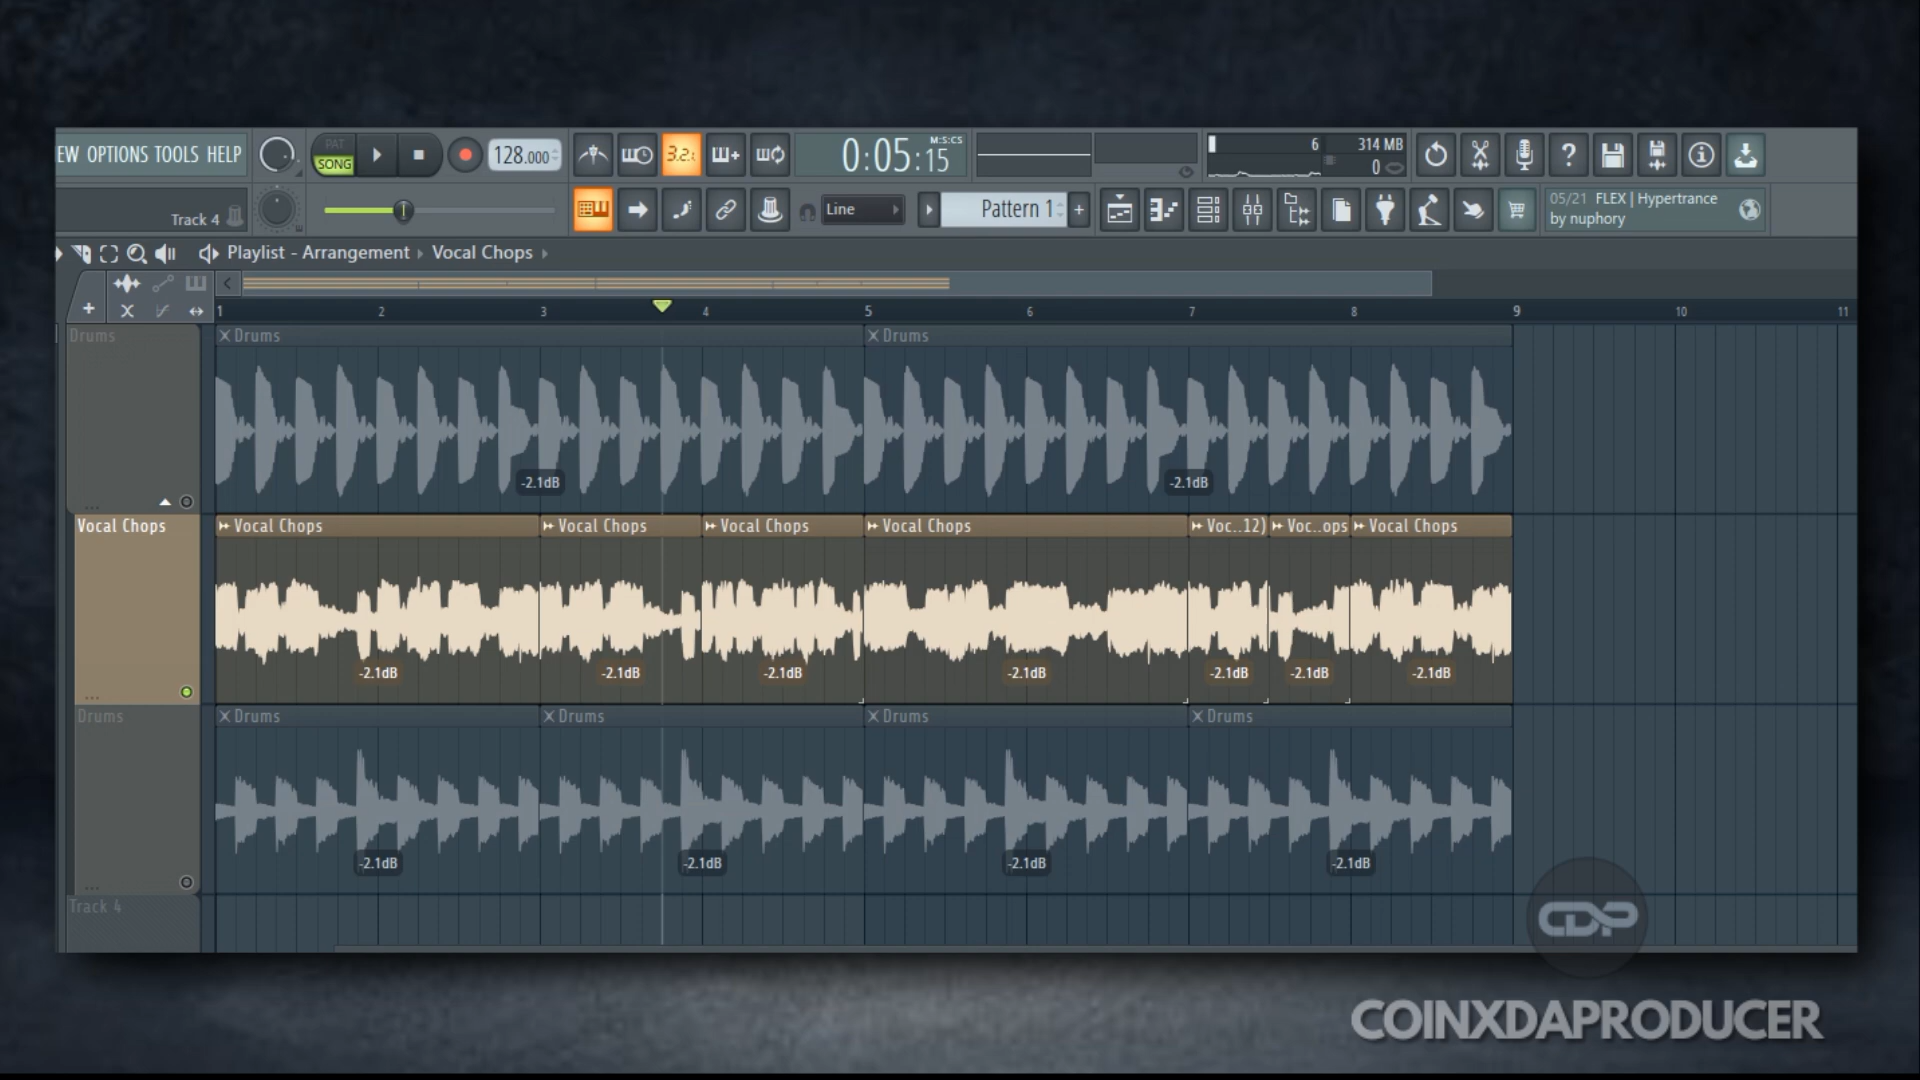 EW OPTIONS TOOLS HELP
PAT
SONG
128.000
3.2.
0:05:15
M:S:CS
6
314 MB
0
Track 4
Line
Pattern 1
+
05/21 FLEX | Hypertrance
by nuphory
Playlist - Arrangement › Vocal Chops ›
1 2 3 4 5 6 7 8 9 10 11
Drums
Drums
Drums
-2.1dB
-2.1dB
Vocal Chops
Vocal Chops
Vocal Chops
Vocal Chops
Vocal Chops
Voc..12)
Voc..ops
Vocal Chops
-2.1dB
-2.1dB
-2.1dB
-2.1dB
-2.1dB
-2.1dB
-2.1dB
Drums
Drums
Drums
Drums
Drums
-2.1dB
-2.1dB
-2.1dB
-2.1dB
Track 4
CDP
COINXDAPRODUCER